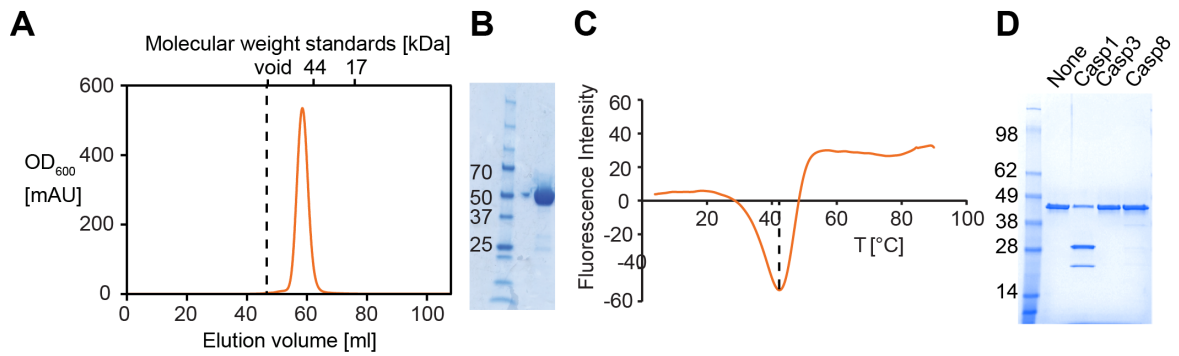 A
Molecular weight standards [kDa]
void 44 17
600
400
200
0
OD600
[mAU]
0 20 40 60 80 100
Elution volume [ml]
B
70
50
37
25
C
Fluorescence Intensity
60
40
20
0
-20
-40
-60
20 40 60 80 100
T [°C]
D
None Casp1 Casp3 Casp8
98
62
49
38
28
14